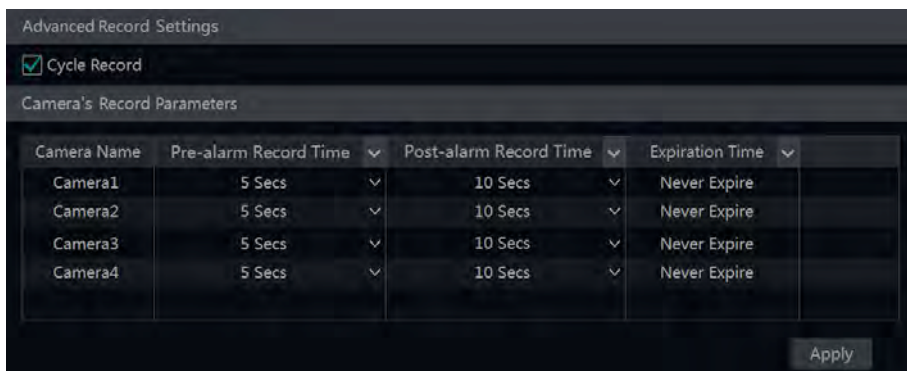 Advanced Record Settings
Cycle Record
Camera's Record Parameters
Camera Name Pre-alarm Record Time Post-alarm Record Time Expiration Time
Camera1 5 Secs 10 Secs Never Expire
Camera2 5 Secs 10 Secs Never Expire
Camera3 5 Secs 10 Secs Never Expire
Camera4 5 Secs 10 Secs Never Expire
Apply